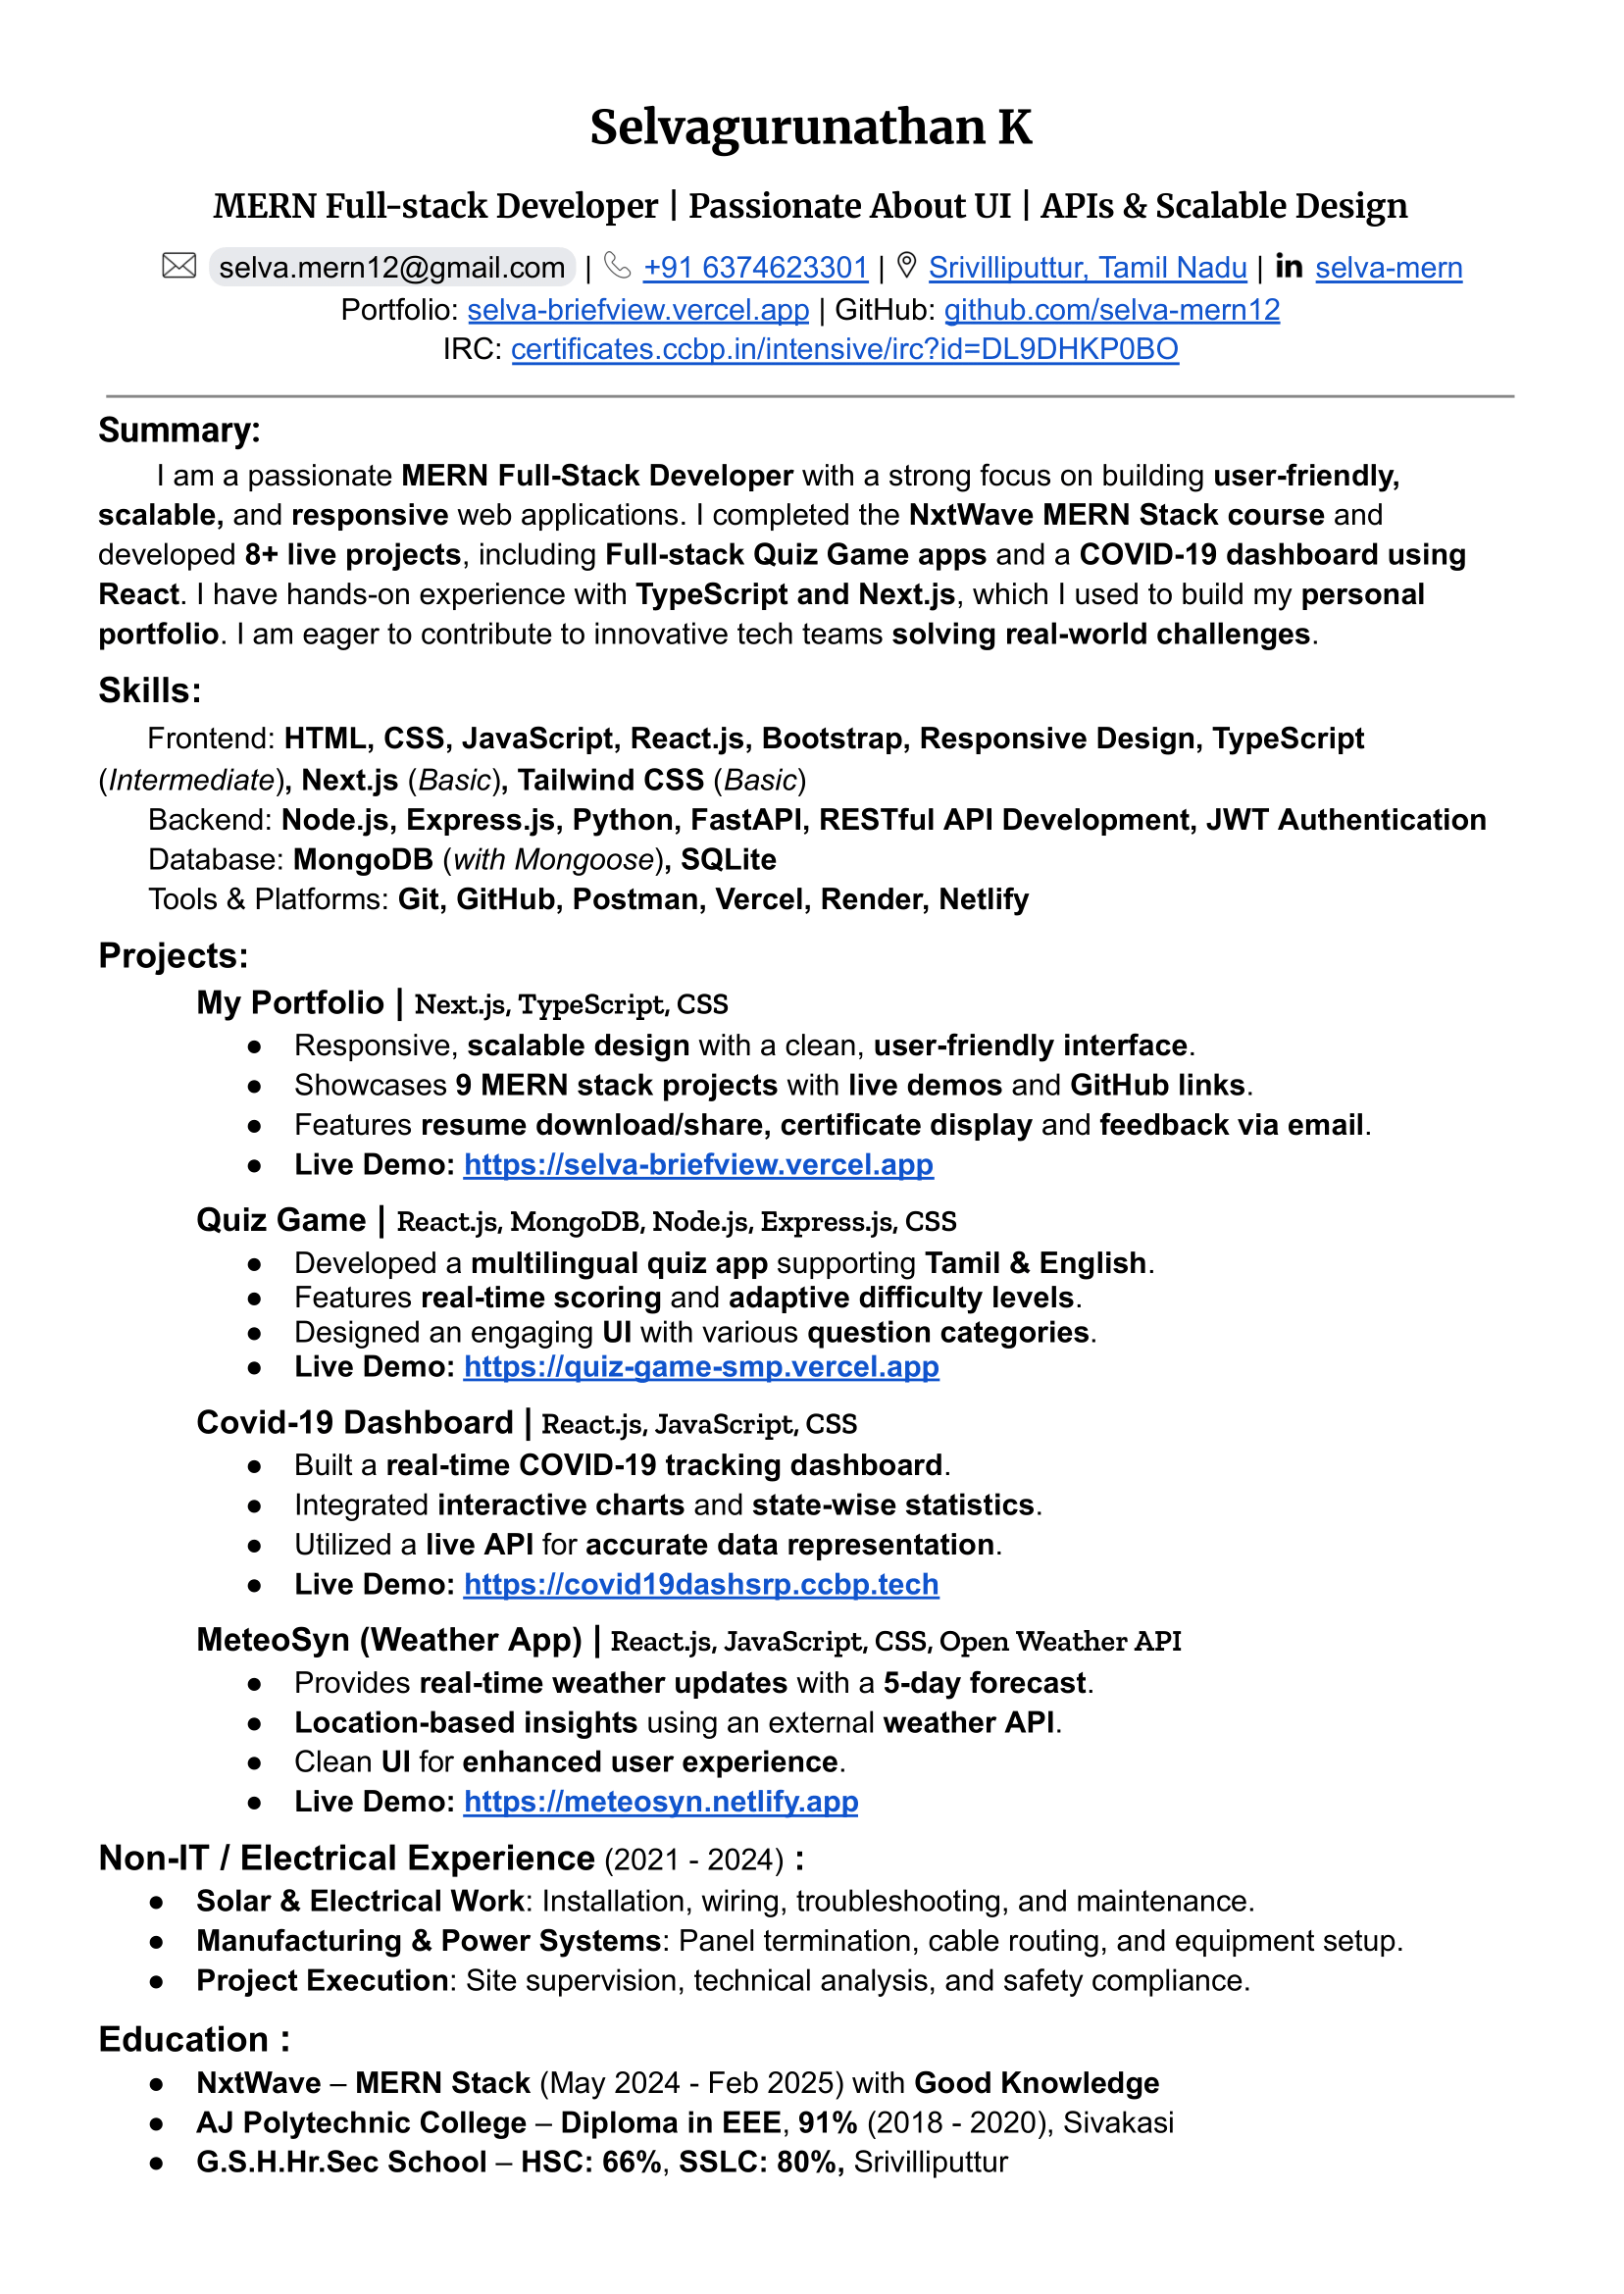 Selvagurunathan K
MERN Full-stack Developer | Passionate About UI | APIs & Scalable Design
selva.mern12@gmail.com | +91 6374623301 | Srivilliputtur, Tamil Nadu | in selva-mern
Portfolio: selva-briefview.vercel.app | GitHub: github.com/selva-mern12
IRC: certificates.ccbp.in/intensive/irc?id=DL9DHKP0BO
Summary:
I am a passionate MERN Full-Stack Developer with a strong focus on building user-friendly,
scalable, and responsive web applications. I completed the NxtWave MERN Stack course and
developed 8+ live projects, including Full-stack Quiz Game apps and a COVID-19 dashboard using
React. I have hands-on experience with TypeScript and Next.js, which I used to build my personal
portfolio. I am eager to contribute to innovative tech teams solving real-world challenges.
Skills:
Frontend: HTML, CSS, JavaScript, React.js, Bootstrap, Responsive Design, TypeScript
(Intermediate), Next.js (Basic), Tailwind CSS (Basic)
Backend: Node.js, Express.js, Python, FastAPI, RESTful API Development, JWT Authentication
Database: MongoDB (with Mongoose), SQLite
Tools & Platforms: Git, GitHub, Postman, Vercel, Render, Netlify
Projects:
My Portfolio | Next.js, TypeScript, CSS
● Responsive, scalable design with a clean, user-friendly interface.
● Showcases 9 MERN stack projects with live demos and GitHub links.
● Features resume download/share, certificate display and feedback via email.
● Live Demo: https://selva-briefview.vercel.app
Quiz Game | React.js, MongoDB, Node.js, Express.js, CSS
● Developed a multilingual quiz app supporting Tamil & English.
● Features real-time scoring and adaptive difficulty levels.
● Designed an engaging UI with various question categories.
● Live Demo: https://quiz-game-smp.vercel.app
Covid-19 Dashboard | React.js, JavaScript, CSS
● Built a real-time COVID-19 tracking dashboard.
● Integrated interactive charts and state-wise statistics.
● Utilized a live API for accurate data representation.
● Live Demo: https://covid19dashsrp.ccbp.tech
MeteoSyn (Weather App) | React.js, JavaScript, CSS, Open Weather API
● Provides real-time weather updates with a 5-day forecast.
● Location-based insights using an external weather API.
● Clean UI for enhanced user experience.
● Live Demo: https://meteosyn.netlify.app
Non-IT / Electrical Experience (2021 - 2024) :
● Solar & Electrical Work: Installation, wiring, troubleshooting, and maintenance.
● Manufacturing & Power Systems: Panel termination, cable routing, and equipment setup.
● Project Execution: Site supervision, technical analysis, and safety compliance.
Education :
● NxtWave – MERN Stack (May 2024 - Feb 2025) with Good Knowledge
● AJ Polytechnic College – Diploma in EEE, 91% (2018 - 2020), Sivakasi
● G.S.H.Hr.Sec School – HSC: 66%, SSLC: 80%, Srivilliputtur